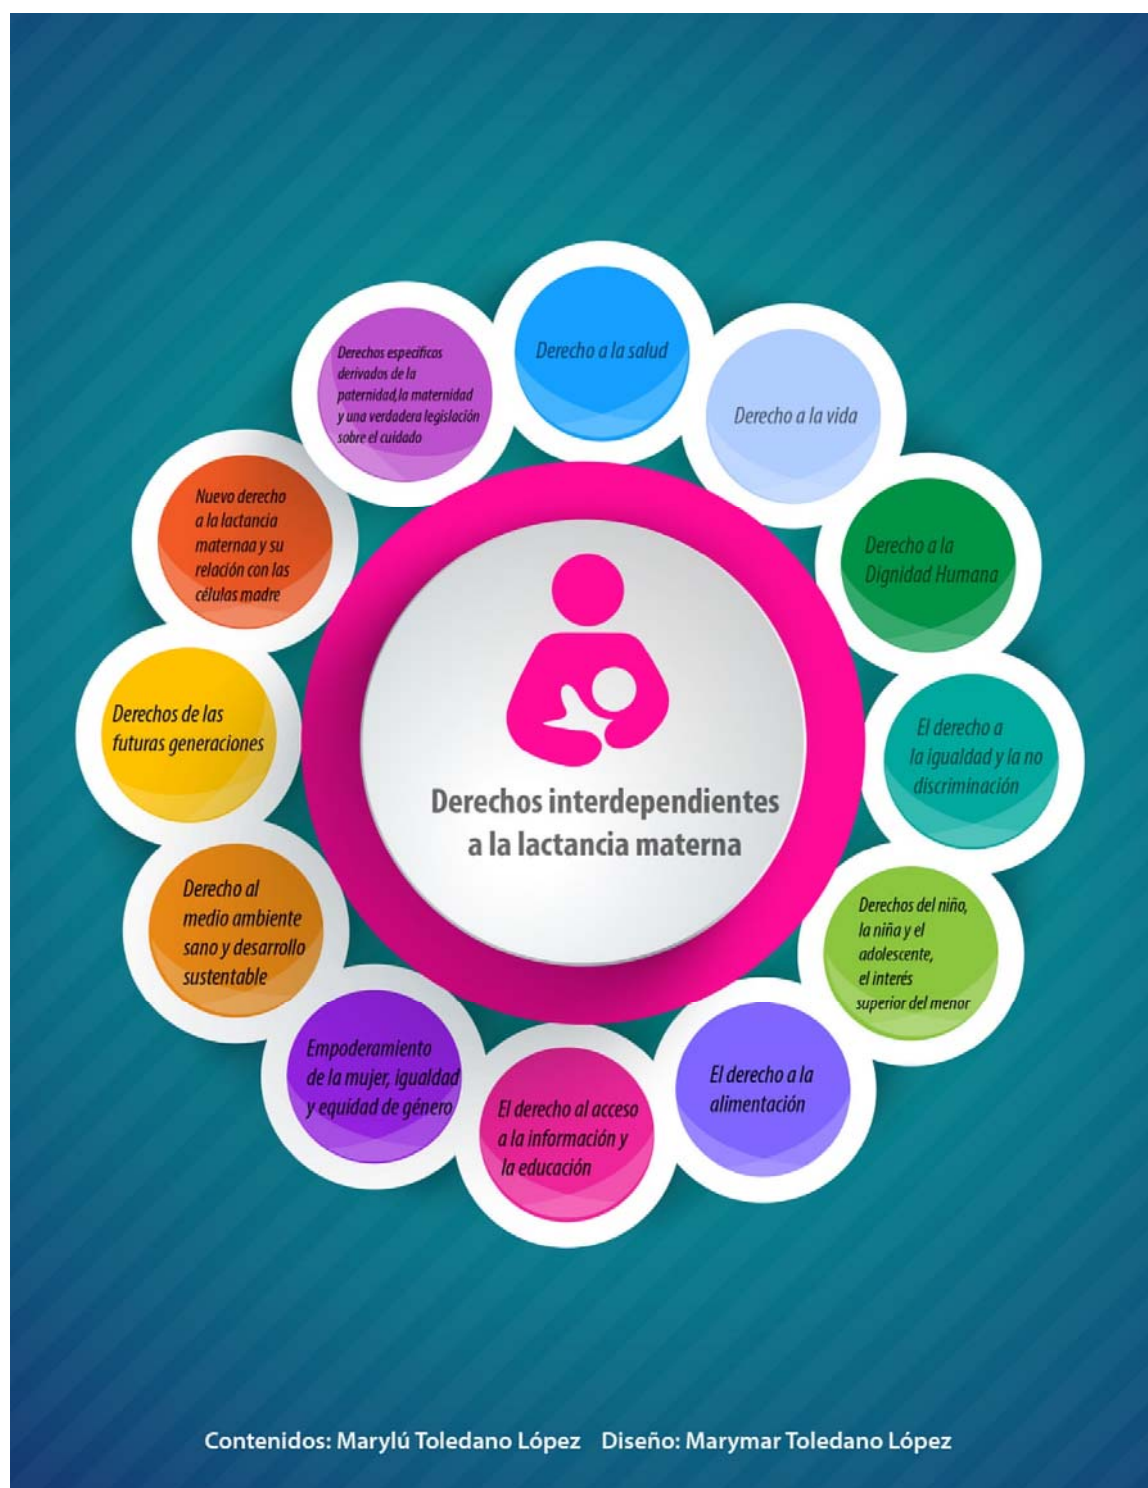 Derechos interdependientes
a la lactancia materna
Derecho a la salud
Derecho a la vida
Derecho a la
Dignidad Humana
El derecho a
la igualdad y la no
discriminación
Derechos del niño,
la niña y el
adolescente,
el interés
superior del menor
El derecho a la
alimentación
El derecho al acceso
a la información y
la educación
Empoderamiento
de la mujer, igualdad
y equidad de género
Derecho al
medio ambiente
sano y desarrollo
sustentable
Derechos de las
futuras generaciones
Nuevo derecho
a la lactancia
maternaa y su
relación con las
células madre
Derechos especificos
derivados de la
paternidad,la maternidad
y una verdadera legislación
sobre el cuidado
Contenidos: Marylú Toledano López Diseño: Marymar Toledano López